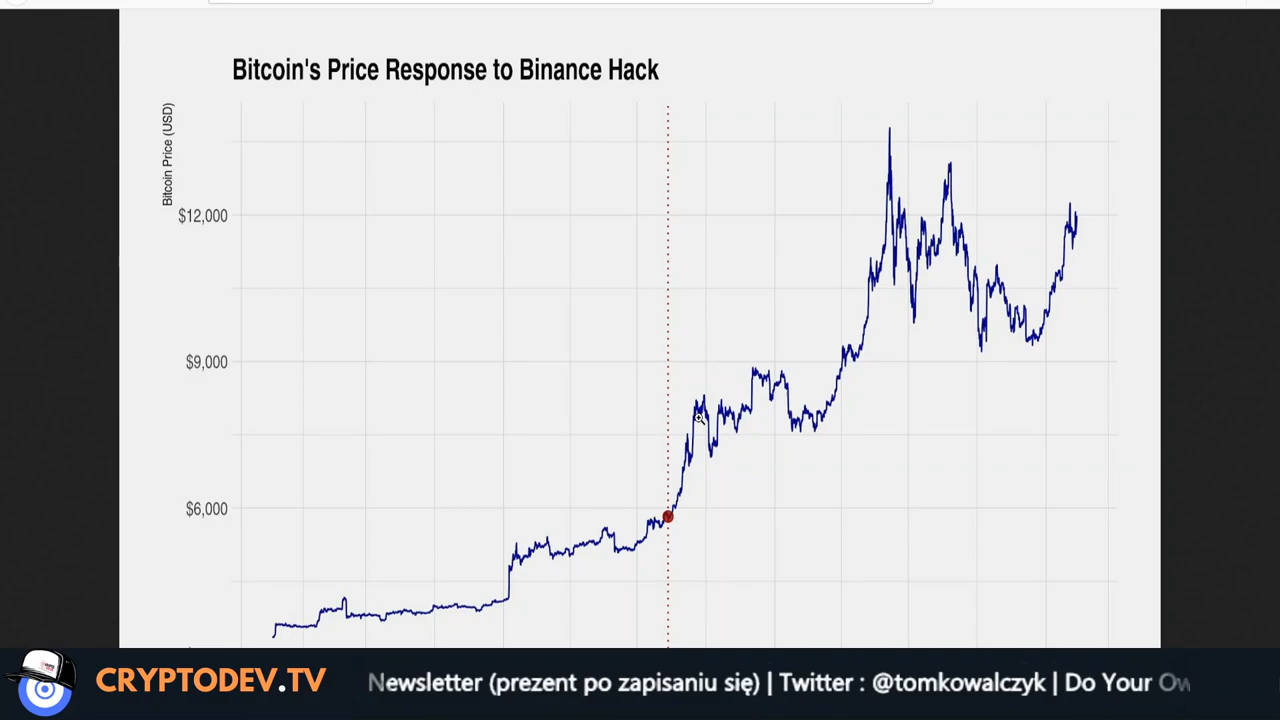 Bitcoin's Price Response to Binance Hack
Bitcoin Price (USD)
$12,000
$9,000
$6,000
CRYPTODEV.TV
Newsletter (prezent po zapisaniu się) | Twitter : @tomkowalczyk | Do Your Ow